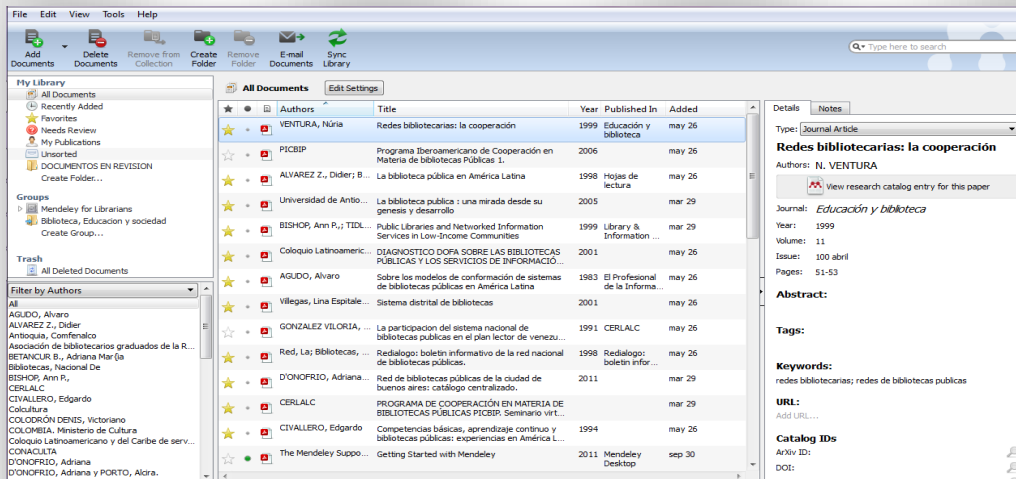 File Edit View Tools Help
Add Documents
Delete Documents
Remove from Collection
Create Folder
Remove Folder
E-mail Documents
Sync Library
Type here to search
My Library
All Documents
Recently Added
Favorites
Needs Review
My Publications
Unsorted
DOCUMENTOS EN REVISION
Create Folder...
Groups
Mendeley for Librarians
Biblioteca, Educacion y sociedad
Create Group...
Trash
All Deleted Documents
Filter by Authors
All
AGUDO, Alvaro
ALVAREZ Z., Didier
Antioquia, Comfenalco
Asociación de bibliotecarios graduados de la R...
BETANCUR B., Adriana Mar{ia
Bibliotecas, Nacional De
BISHOP, Ann P.,
CERLALC
CIVALLERO, Edgardo
Colcultura
COLODRÓN DENIS, Victoriano
COLOMBIA. Ministerio de Cultura
Coloquio Latinoamericano y del Caribe de serv...
CONACULTA
D'ONOFRIO, Adriana
D'ONOFRIO, Adriana y PORTO, Alcira.
All Documents Edit Settings
Authors Title Year Published In Added
VENTURA, Núria Redes bibliotecarias: la cooperación 1999 Educación y may 26
biblioteca
PICBIP Programa Iberoamericano de Cooperación en 2006 may 26
Materia de bibliotecas Públicas 1.
ALVAREZ Z., Didier; B... La biblioteca pública en América Latina 1998 Hojas de may 26
lectura
Universidad de Antio... La biblioteca publica : una mirada desde su 2005 mar 29
genesis y desarrollo
BISHOP, Ann P.,; TIDL... Public Libraries and Networked Information 1999 Library & mar 29
Services in Low-Income Communities Information ...
Coloquio Latinoameric... DIAGNOSTICO DOFA SOBRE LAS BIBLIOTECAS 2001 may 26
PÚBLICAS Y LOS SERVICIOS DE INFORMACIÓ...
AGUDO, Alvaro Sobre los modelos de conformación de sistemas 1983 El Profesional may 26
de bibliotecas públicas en América Latina de la Informa...
Villegas, Lina Espitale... Sistema distrital de bibliotecas 2001 may 26
GONZALEZ VILORIA, ... La participacion del sistema nacional de 1991 CERLALC may 26
bibliotecas publicas en el plan lector de venezu...
Red, La; Bibliotecas, ... Redialogo: boletin informativo de la red nacional 1998 Redialogo: may 26
de bibliotecas públicas. boletin infor...
D'ONOFRIO, Adriana... Red de bibliotecas públicas de la ciudad de 2011 mar 29
buenos aires: catálogo centralizado.
CERLALC PROGRAMA DE COOPERACIÓN EN MATERIA DE mar 29
BIBLIOTECAS PÚBLICAS PICBIP. Seminario virt...
CIVALLERO, Edgardo Competencias básicas, aprendizaje continuo y 1994 may 26
bibliotecas públicas: experiencias en América L...
The Mendeley Suppo... Getting Started with Mendeley 2011 Mendeley sep 30
Desktop
Details Notes
Type: Journal Article
Redes bibliotecarias: la cooperación
Authors: N. VENTURA
View research catalog entry for this paper
Journal: Educación y biblioteca
Year: 1999
Volume: 11
Issue: 100 abril
Pages: 51-53
Abstract:
Tags:
Keywords:
redes bibliotecarias; redes de bibliotecas publicas
URL:
Add URL...
Catalog IDs
ArXiv ID:
DOI: